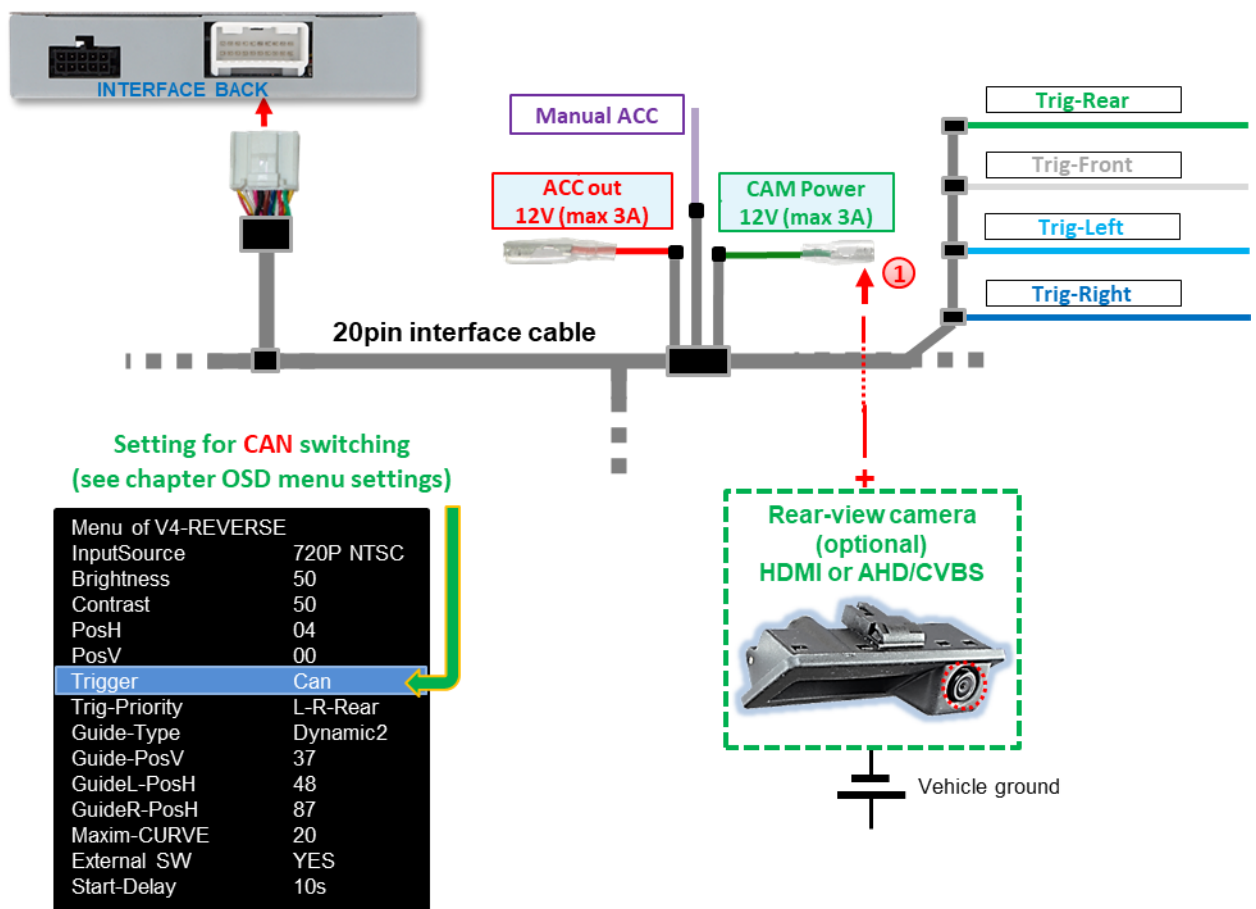 INTERFACE BACK
Manual ACC
ACC out
12V (max 3A)
CAM Power
12V (max 3A)
Trig-Rear
Trig-Front
Trig-Left
Trig-Right
1
20pin interface cable
Setting for CAN switching
(see chapter OSD menu settings)
Menu of V4-REVERSE
InputSource 720P NTSC
Brightness 50
Contrast 50
PosH 04
PosV 00
Trigger Can
Trig-Priority L-R-Rear
Guide-Type Dynamic2
Guide-PosV 37
GuideL-PosH 48
GuideR-PosH 87
Maxim-CURVE 20
External SW YES
Start-Delay 10s
+
Rear-view camera
(optional)
HDMI or AHD/CVBS
Vehicle ground